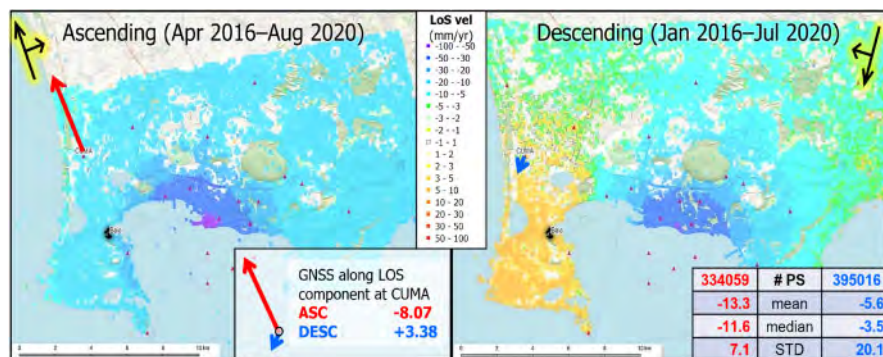 Ascending (Apr 2016–Aug 2020)
CUMA
GNSS along LOS
component at CUMA
ASC -8.07
DESC +3.38
LoS vel
(mm/yr)
-100 - -50
-50 - -30
-30 - -20
-20 - -10
-10 - -5
-5 - -3
-3 - -2
-2 - -1
-1 - 1
1 - 2
2 - 3
3 - 5
5 - 10
10 - 20
20 - 30
30 - 50
50 - 100
Descending (Jan 2016–Jul 2020)
CUMA
334059 # PS 395016
-13.3 mean -5.6
-11.6 median -3.5
7.1 STD 20.1